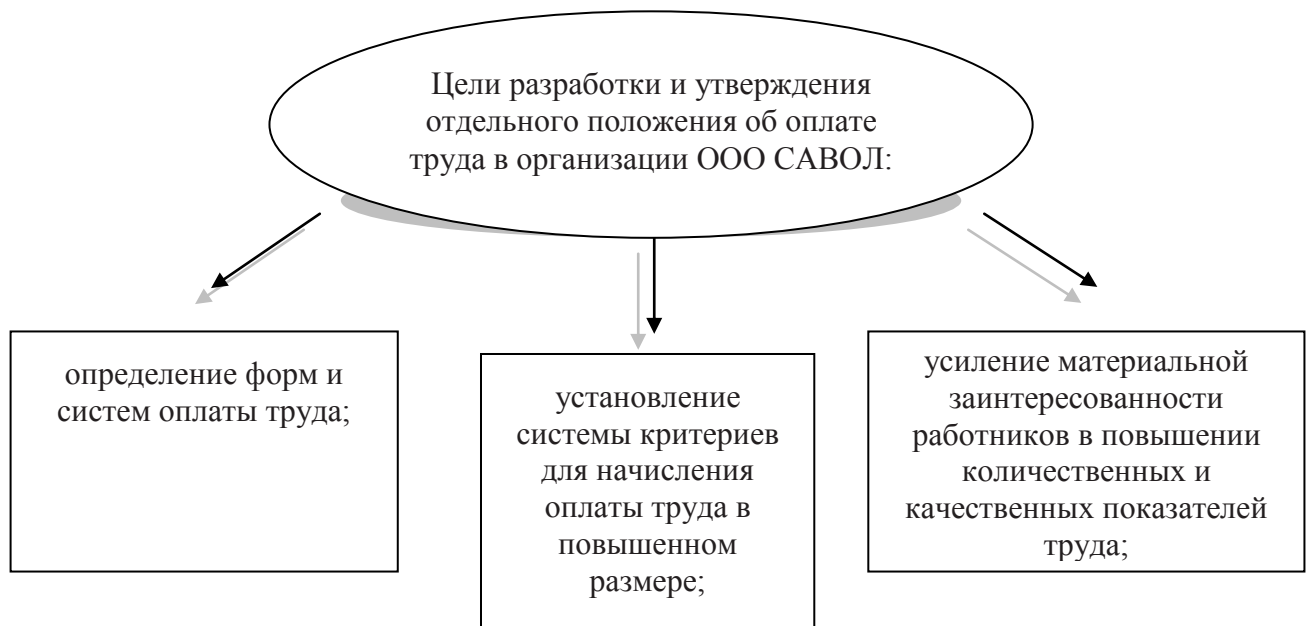 Цели разработки и утверждения
отдельного положения об оплате
труда в организации ООО САВОЛ:
определение форм и
систем оплаты труда;
установление
системы критериев
для начисления
оплаты труда в
повышенном
размере;
усиление материальной
заинтересованности
работников в повышении
количественных и
качественных показателей
труда;